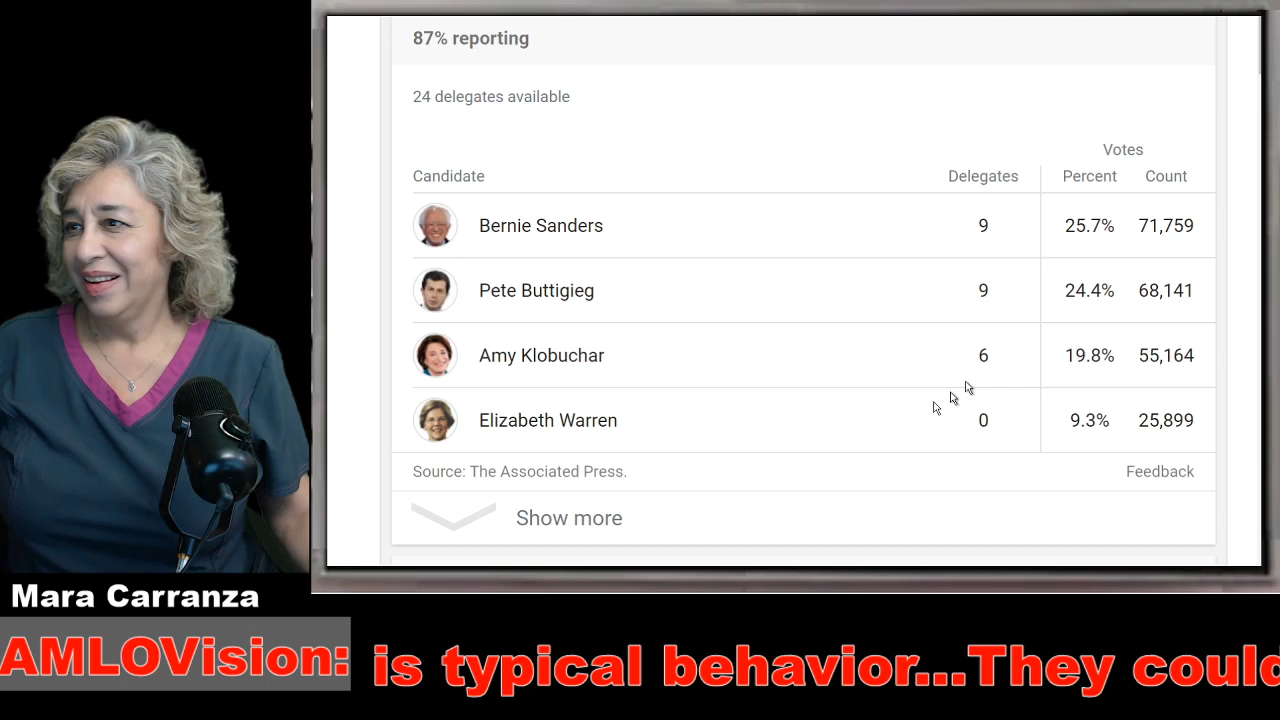 87% reporting
24 delegates available
Votes
Candidate Delegates Percent Count
Bernie Sanders 9 25.7% 71,759
Pete Buttigieg 9 24.4% 68,141
Amy Klobuchar 6 19.8% 55,164
Elizabeth Warren 0 9.3% 25,899
Source: The Associated Press. Feedback
Show more
Mara Carranza
AMLOVision: is typical behavior...They could